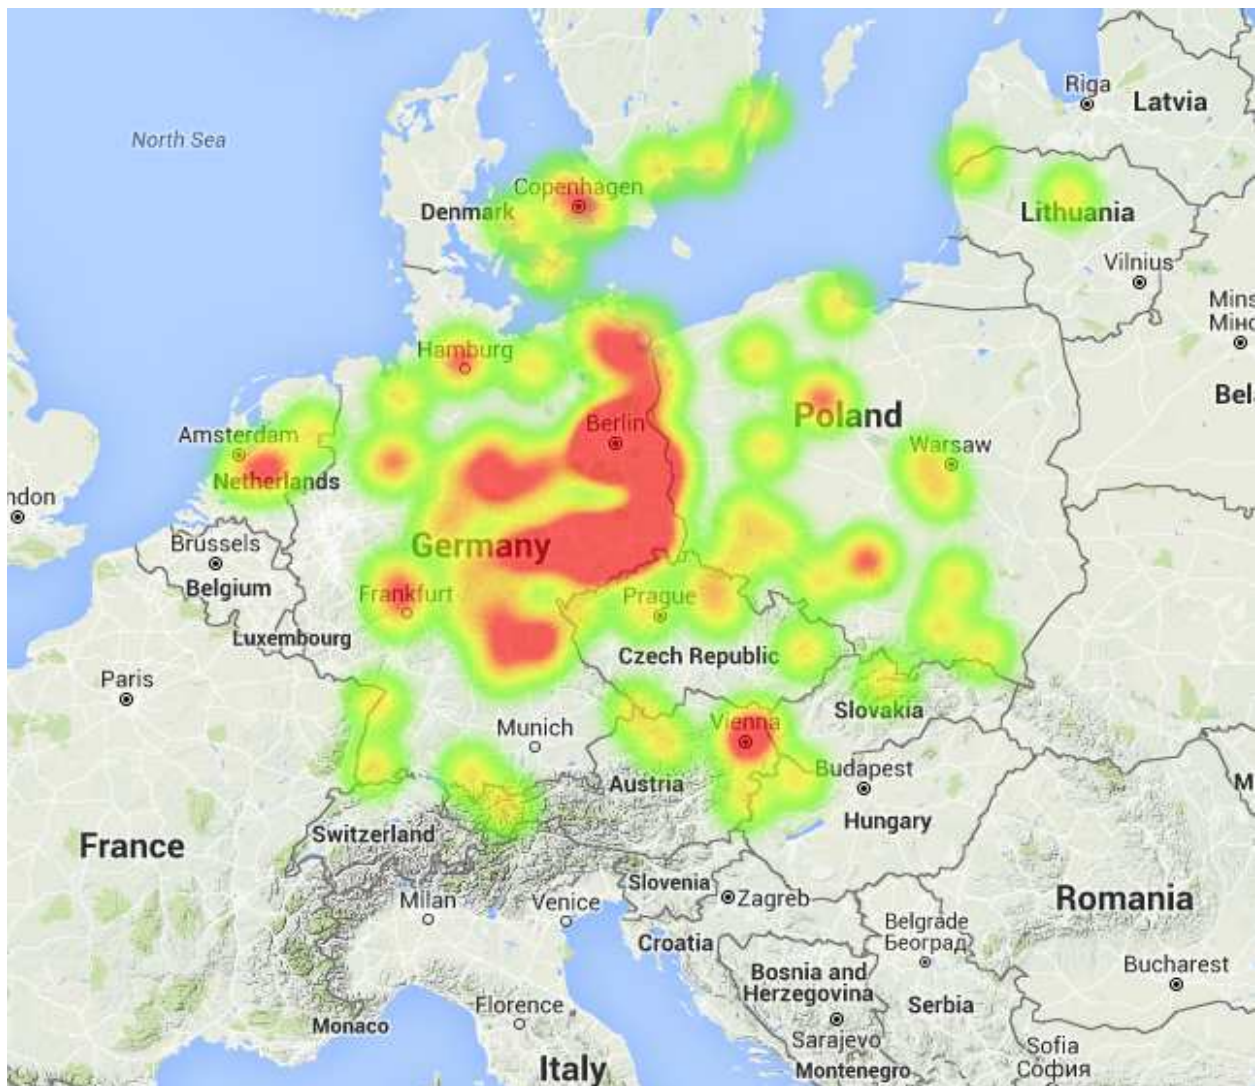 Riga
Latvia
North Sea
Copenhagen
Denmark
Lithuania
Vilnius
Mins
Мінс
Hamburg
Bela
Poland
Amsterdam
Berlin
Warsaw
Netherlands
ndon
Brussels
Germany
Belgium
Frankfurt
Prague
Luxembourg
Czech Republic
Paris
Slovakia
Munich
Vienna
Budapest
Austria
M
Hungary
Switzerland
France
Slovenia
Milan
Venice
Zagreb
Romania
Croatia
Belgrade
Београд
Bosnia and
Herzegovina
Bucharest
Florence
Serbia
Monaco
Sarajevo
Sofia
София
Italy
Montenegro